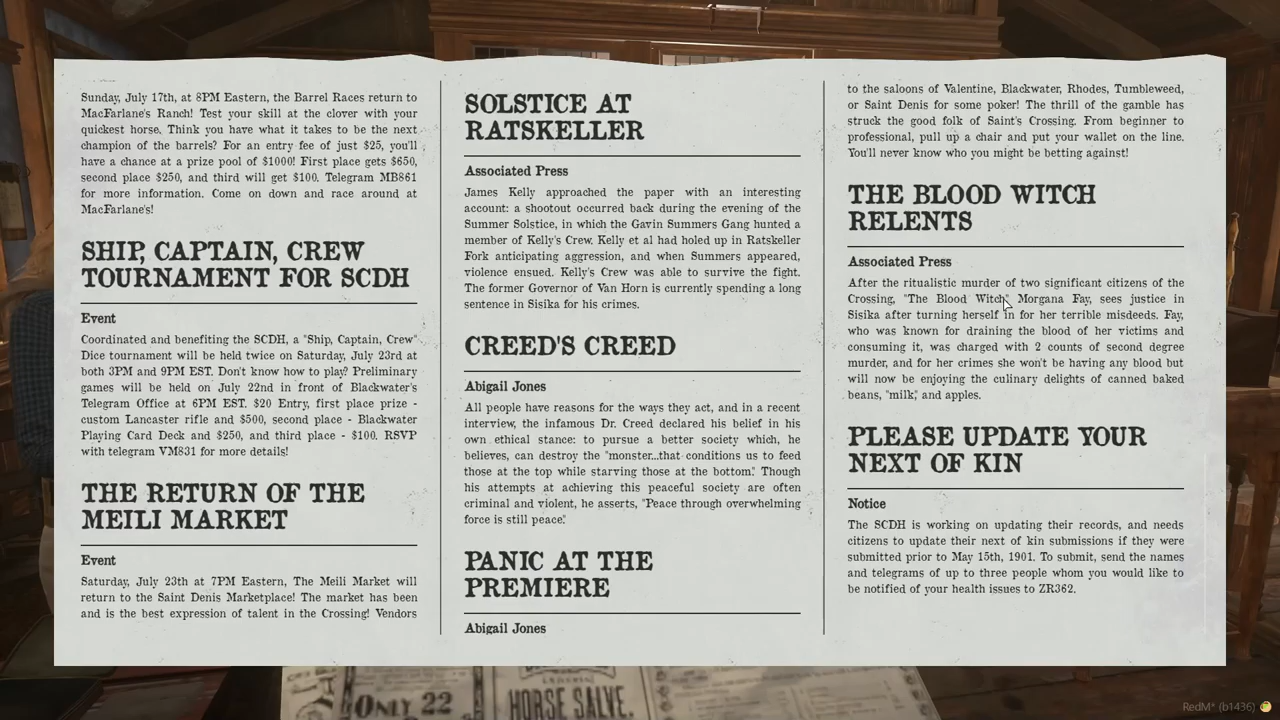 Sunday, July 17th, at 8PM Eastern, the Barrel Races return to
MacFarlane's Ranch! Test your skill at the clover with your
quickest horse. Think you have what it takes to be the next
champion of the barrels? For an entry fee of just $25, you'll
have a chance at a prize pool of $1000! First place gets $650,
second place $250, and third will get $100. Telegram MB861
for more information. Come on down and race around at
MacFarlane's!
SHIP, CAPTAIN, CREW
TOURNAMENT FOR SCDH
Event
Coordinated and benefiting the SCDH, a "Ship, Captain, Crew"
Dice tournament will be held twice on Saturday, July 23rd at
both 3PM and 9PM EST. Don't know how to play? Preliminary
games will be held on July 22nd in front of Blackwater's
Telegram Office at 6PM EST. $20 Entry, first place prize -
custom Lancaster rifle and $500, second place - Blackwater
Playing Card Deck and $250, and third place - $100. RSVP
with telegram VM831 for more details!
THE RETURN OF THE
MEILI MARKET
Event
Saturday, July 23th at 7PM Eastern, The Meili Market will
return to the Saint Denis Marketplace! The market has been
and is the best expression of talent in the Crossing! Vendors
SOLSTICE AT
RATSKELLER
Associated Press
James Kelly approached the paper with an interesting
account: a shootout occurred back during the evening of the
Summer Solstice, in which the Gavin Summers Gang hunted a
member of Kelly's Crew. Kelly et al had holed up in Ratskeller
Fork anticipating aggression, and when Summers appeared,
violence ensued. Kelly's Crew was able to survive the fight.
The former Governor of Van Horn is currently spending a long
sentence in Sisika for his crimes.
CREED'S CREED
Abigail Jones
All people have reasons for the ways they act, and in a recent
interview, the infamous Dr. Creed declared his belief in his
own ethical stance: to pursue a better society which, he
believes, can destroy the "monster...that conditions us to feed
those at the top while starving those at the bottom." Though
his attempts at achieving this peaceful society are often
criminal and violent, he asserts, "Peace through overwhelming
force is still peace."
PANIC AT THE
PREMIERE
Abigail Jones
to the saloons of Valentine, Blackwater, Rhodes, Tumbleweed,
or Saint Denis for some poker! The thrill of the gamble has
struck the good folk of Saint's Crossing. From beginner to
professional, pull up a chair and put your wallet on the line.
You'll never know who you might be betting against!
THE BLOOD WITCH
RELENTS
Associated Press
After the ritualistic murder of two significant citizens of the
Crossing, "The Blood Witch," Morgana Fay, sees justice in
Sisika after turning herself in for her terrible misdeeds. Fay,
who was known for draining the blood of her victims and
consuming it, was charged with 2 counts of second degree
murder, and for her crimes she won't be having any blood but
will now be enjoying the culinary delights of canned baked
beans, "milk," and apples.
PLEASE UPDATE YOUR
NEXT OF KIN
Notice
The SCDH is working on updating their records, and needs
citizens to update their next of kin submissions if they were
submitted prior to May 15th, 1901. To submit, send the names
and telegrams of up to three people whom you would like to
be notified of your health issues to ZR362.
ONLY 22
HORSE SALVE.
RedM* (b1436)